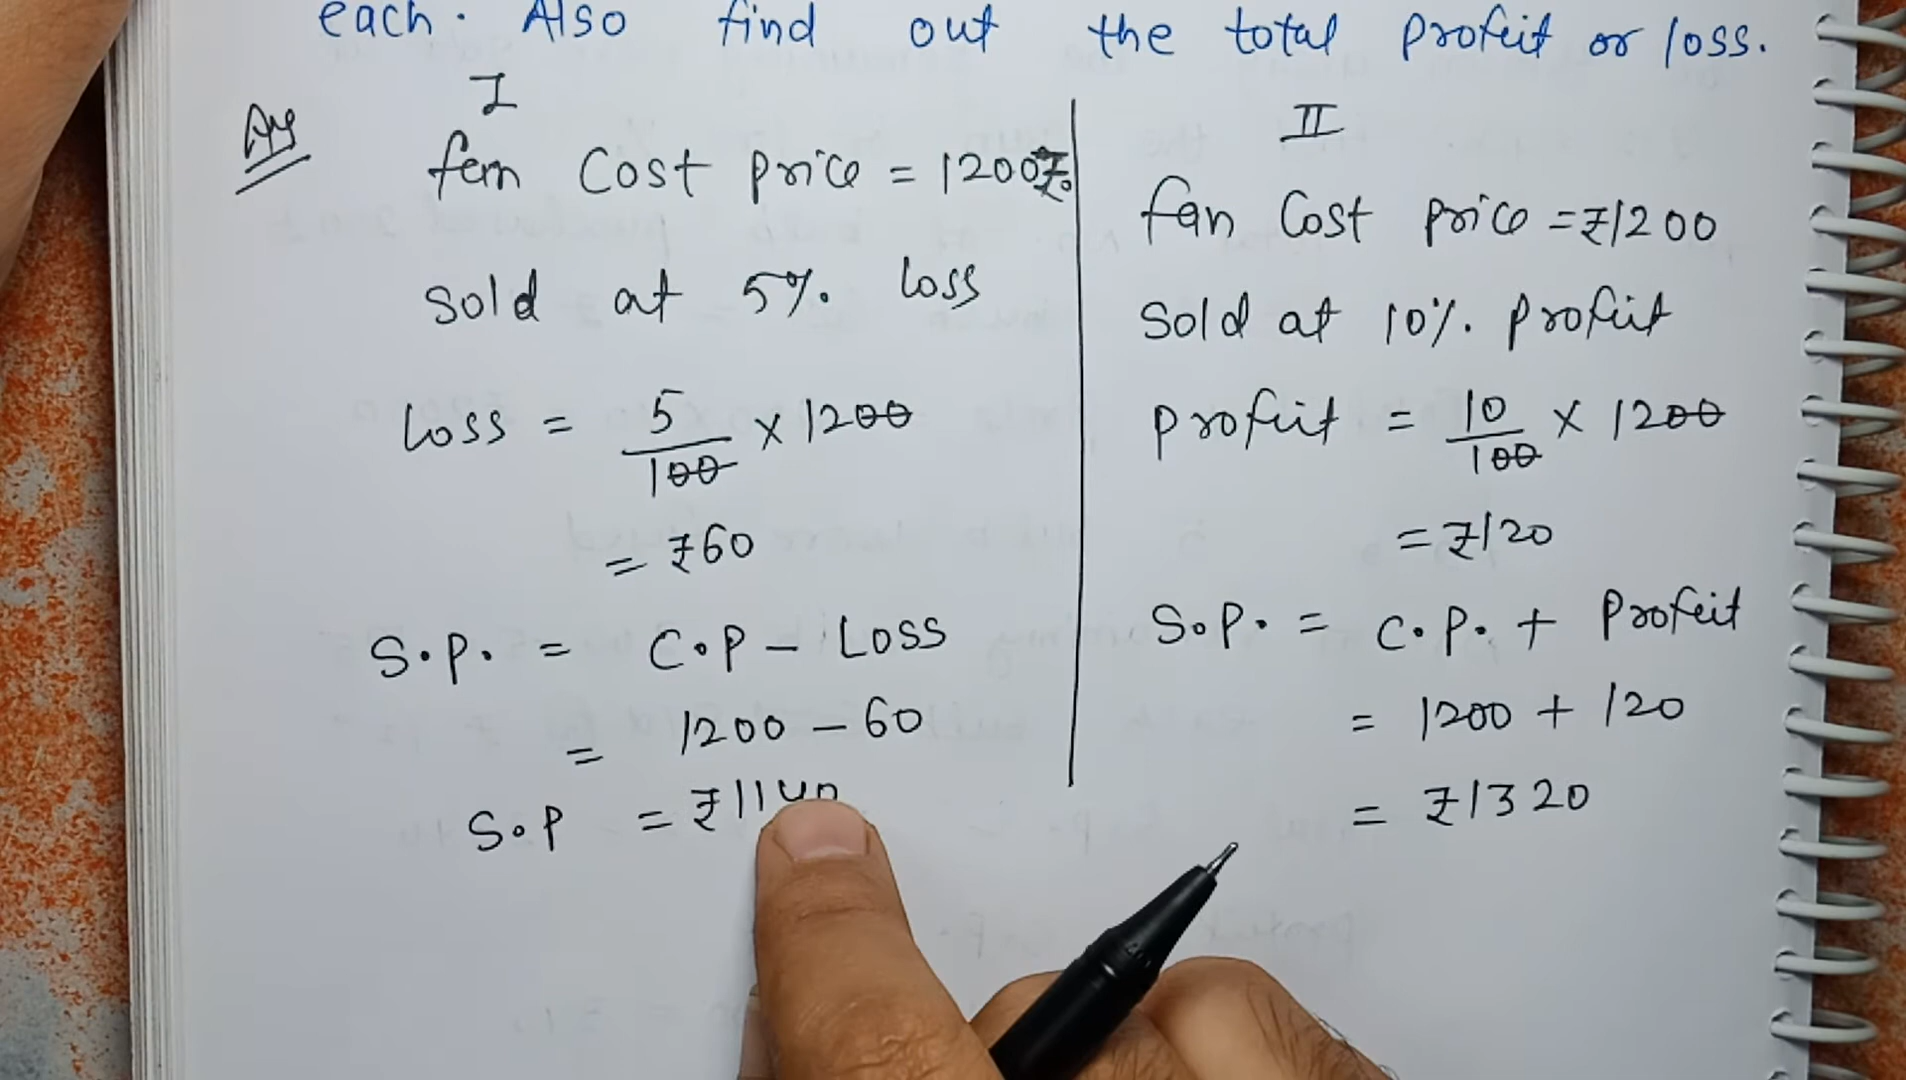 each. Also find out the total profit or loss.
Ans
I
fan Cost price = 1200₹.
sold at 5%. loss
Loss = 5/100 × 1200
= ₹60
S.P. = C.P - Loss
= 1200 - 60
S.P = ₹1140
II
fan Cost price = ₹1200
Sold at 10%. profit
profit = 10/100 × 1200
= ₹120
S.P. = C.P. + Profit
= 1200 + 120
= ₹1320